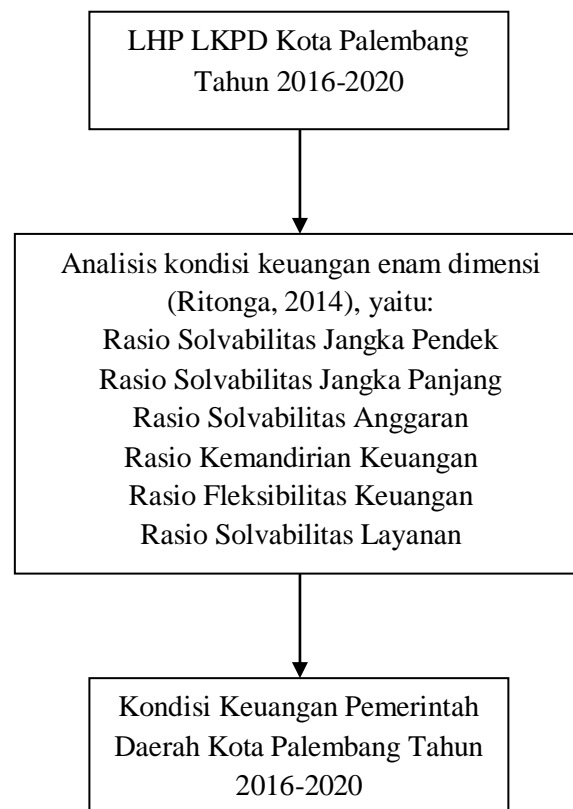 LHP LKPD Kota Palembang
Tahun 2016-2020
Analisis kondisi keuangan enam dimensi
(Ritonga, 2014), yaitu:
Rasio Solvabilitas Jangka Pendek
Rasio Solvabilitas Jangka Panjang
Rasio Solvabilitas Anggaran
Rasio Kemandirian Keuangan
Rasio Fleksibilitas Keuangan
Rasio Solvabilitas Layanan
Kondisi Keuangan Pemerintah
Daerah Kota Palembang Tahun
2016-2020